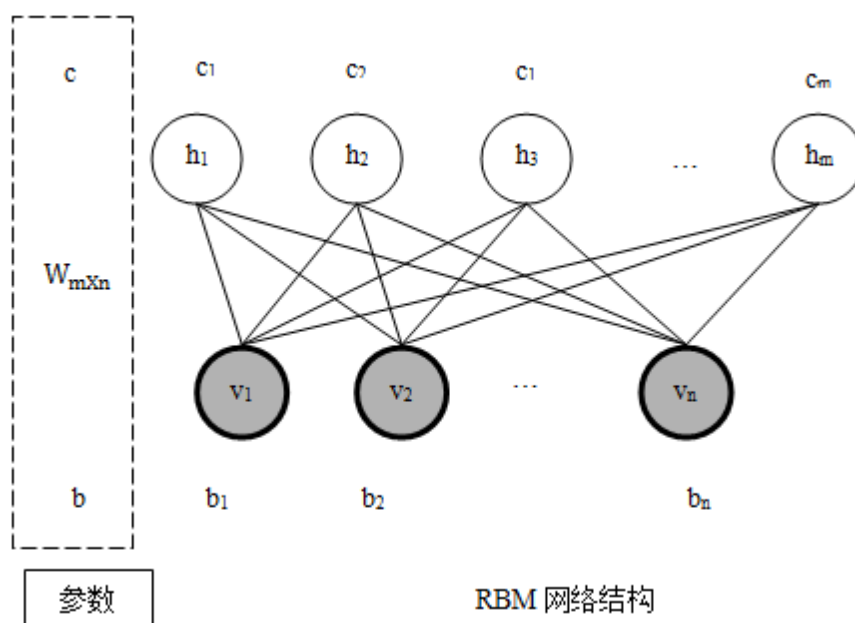 c c₁ c₂ c₁ cₘ
h₁ h₂ h₃ … hₘ
WₘXₙ
v₁ v₂ … vₙ
b b₁ b₂ bₙ
参数 RBM 网络结构